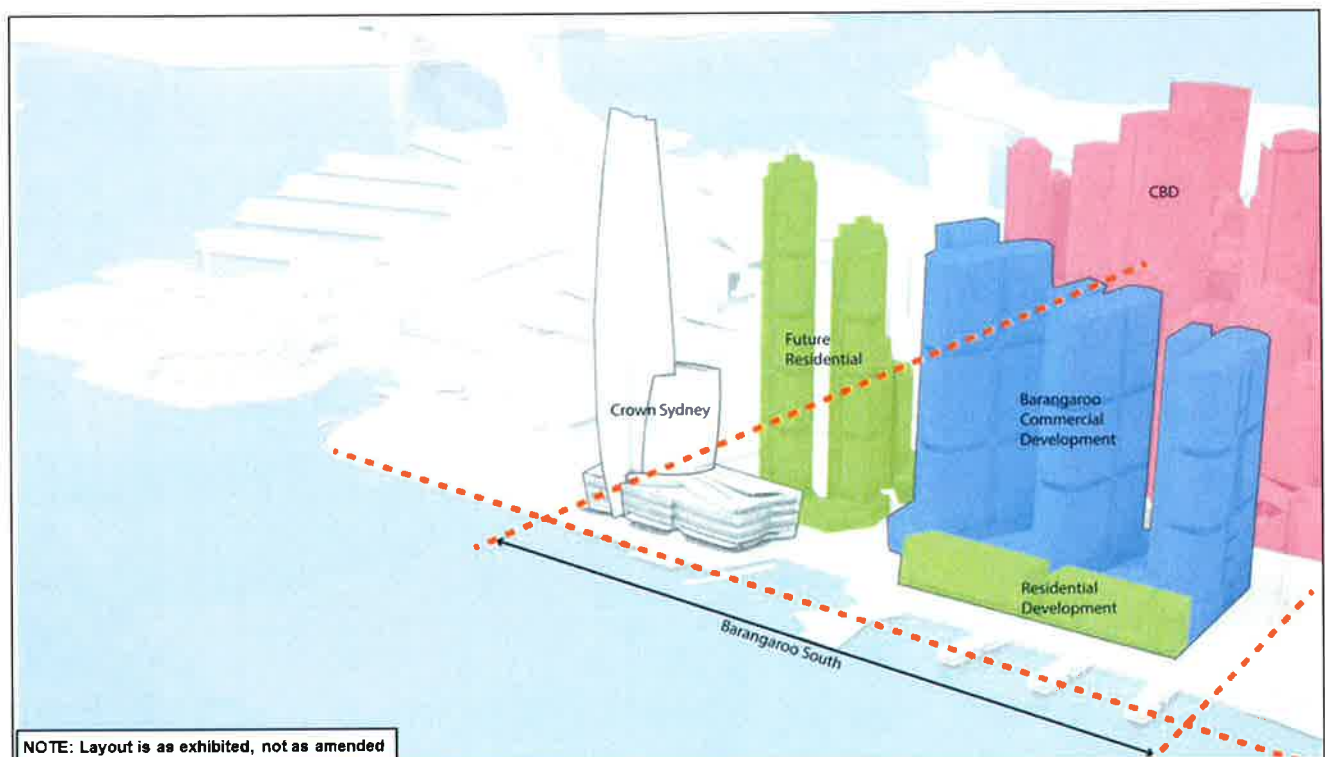 CBD
Future
Residential
Crown Sydney
Barangaroo
Commercial
Development
Residential
Development
Barangaroo South
NOTE: Layout is as exhibited, not as amended